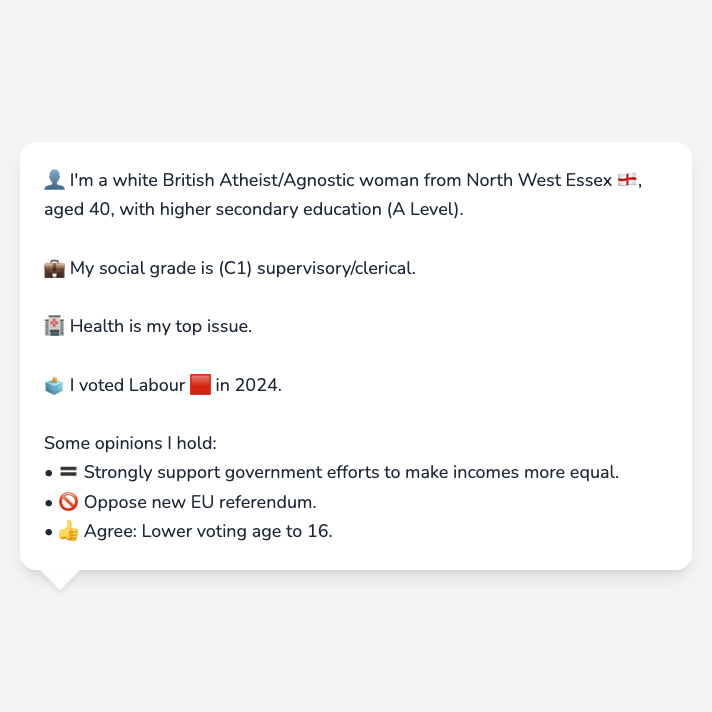 👤 I'm a white British Atheist/Agnostic woman from North West Essex 🏴󠁧󠁢󠁥󠁮󠁧󠁿,
aged 40, with higher secondary education (A Level).
💼 My social grade is (C1) supervisory/clerical.
🏥 Health is my top issue.
🗳️ I voted Labour 🟥 in 2024.
Some opinions I hold:
• 🟰 Strongly support government efforts to make incomes more equal.
• 🚫 Oppose new EU referendum.
• 👍 Agree: Lower voting age to 16.